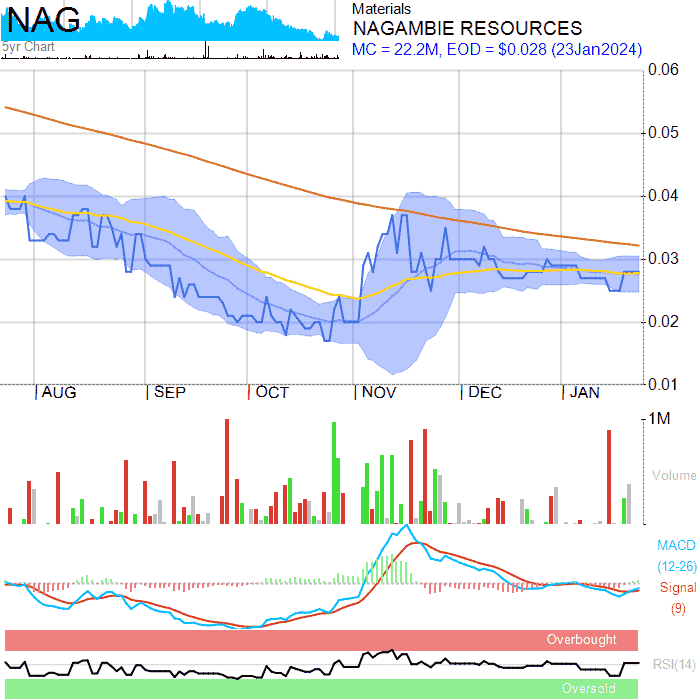 NAG
5yr Chart
Materials
NAGAMBIE RESOURCES
MC = 22.2M, EOD = $0.028 (23Jan2024)
0.06
0.05
0.04
0.03
0.02
0.01
AUG SEP OCT NOV DEC JAN
1M
Volume
MACD
(12-26)
Signal
(9)
Overbought
RSI(14)
Oversold